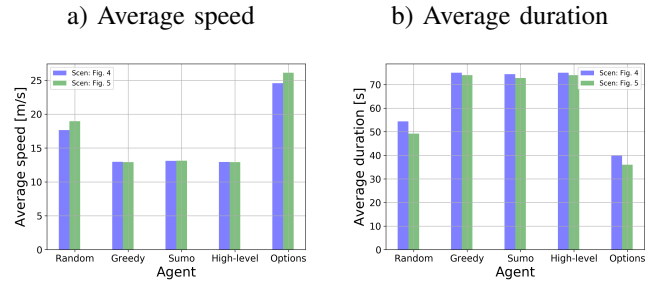 a) Average speed
b) Average duration
Average speed [m/s]
25
20
15
10
5
0
Scen: Fig. 4
Scen: Fig. 5
Random Greedy Sumo High-level Options
Agent
Average duration [s]
70
60
50
40
30
20
10
0
Scen: Fig. 4
Scen: Fig. 5
Random Greedy Sumo High-level Options
Agent